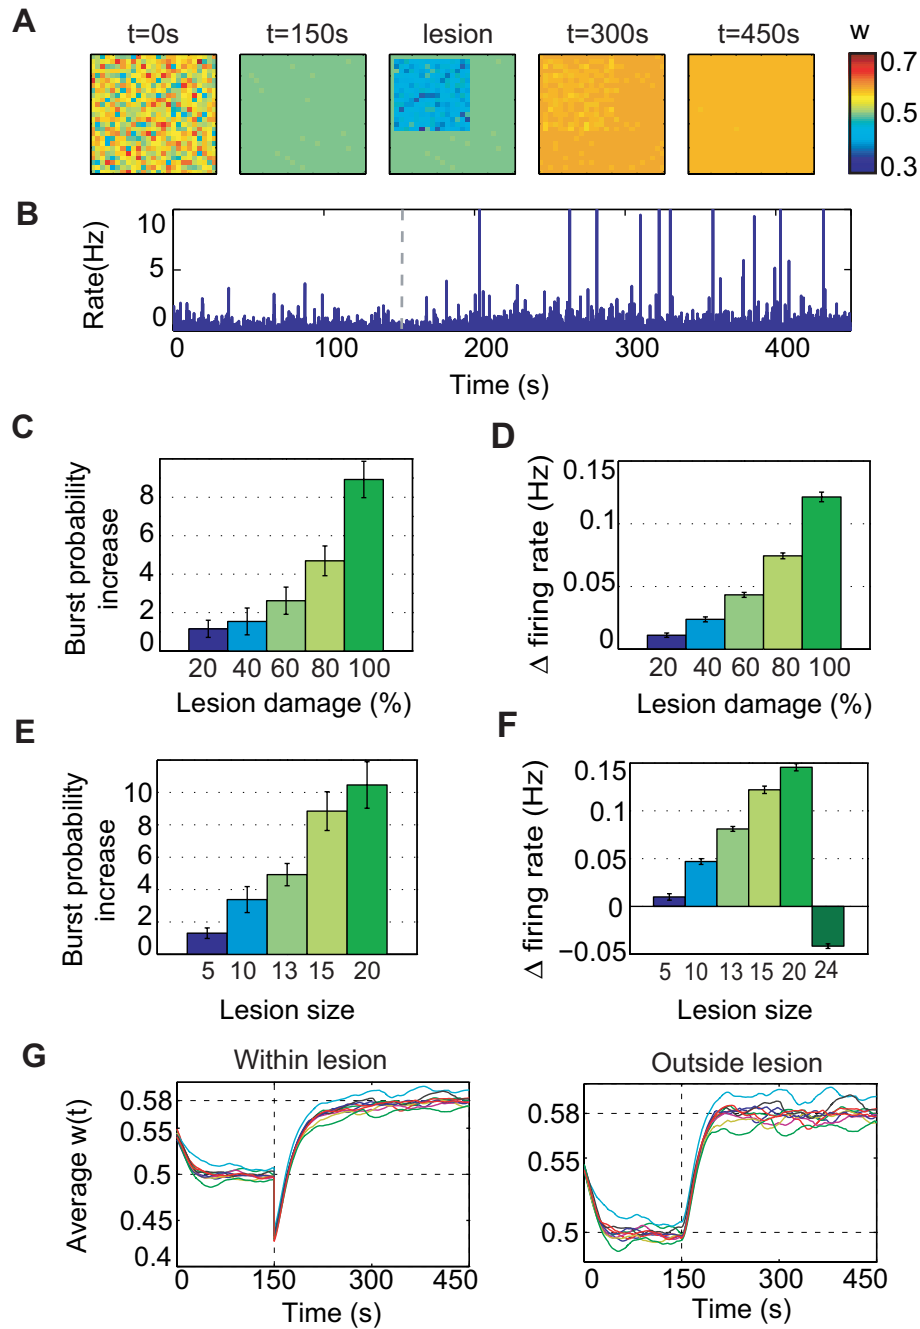 A
t=0s t=150s lesion t=300s t=450s w
0.7
0.5
0.3
B
Rate(Hz)
10
5
0
0 100 200 300 400
Time (s)
C
Burst probability
increase
8
6
4
2
0
20 40 60 80 100
Lesion damage (%)
D
Δ firing rate (Hz)
0.15
0.1
0.05
0
20 40 60 80 100
Lesion damage (%)
E
Burst probability
increase
10
8
6
4
2
0
5 10 13 15 20
Lesion size
F
Δ firing rate (Hz)
0.15
0.1
0.05
0
−0.05
5 10 13 15 20 24
Lesion size
G
Within lesion
Average w(t)
0.58
0.55
0.5
0.45
0.4
0 150 300 450
Time (s)
Outside lesion
0.58
0.55
0.5
0 150 300 450
Time (s)